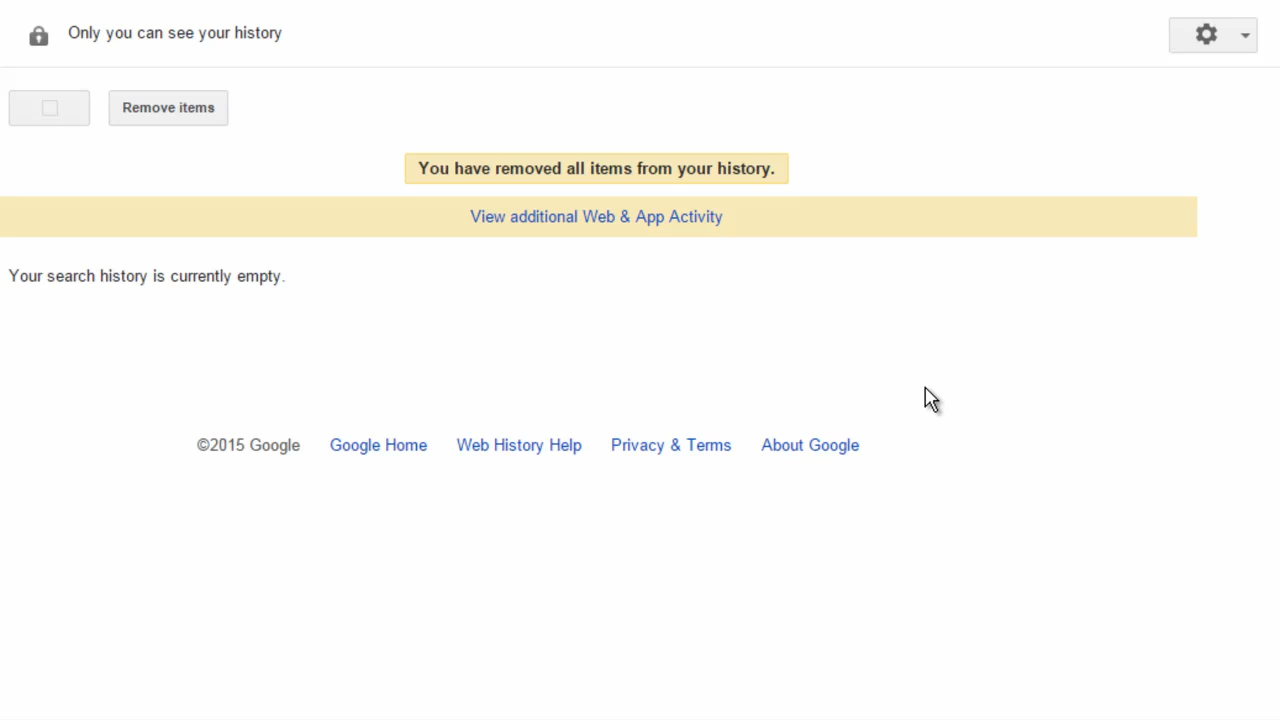 Only you can see your history
Remove items
You have removed all items from your history.
View additional Web & App Activity
Your search history is currently empty.
©2015 Google Google Home Web History Help Privacy & Terms About Google